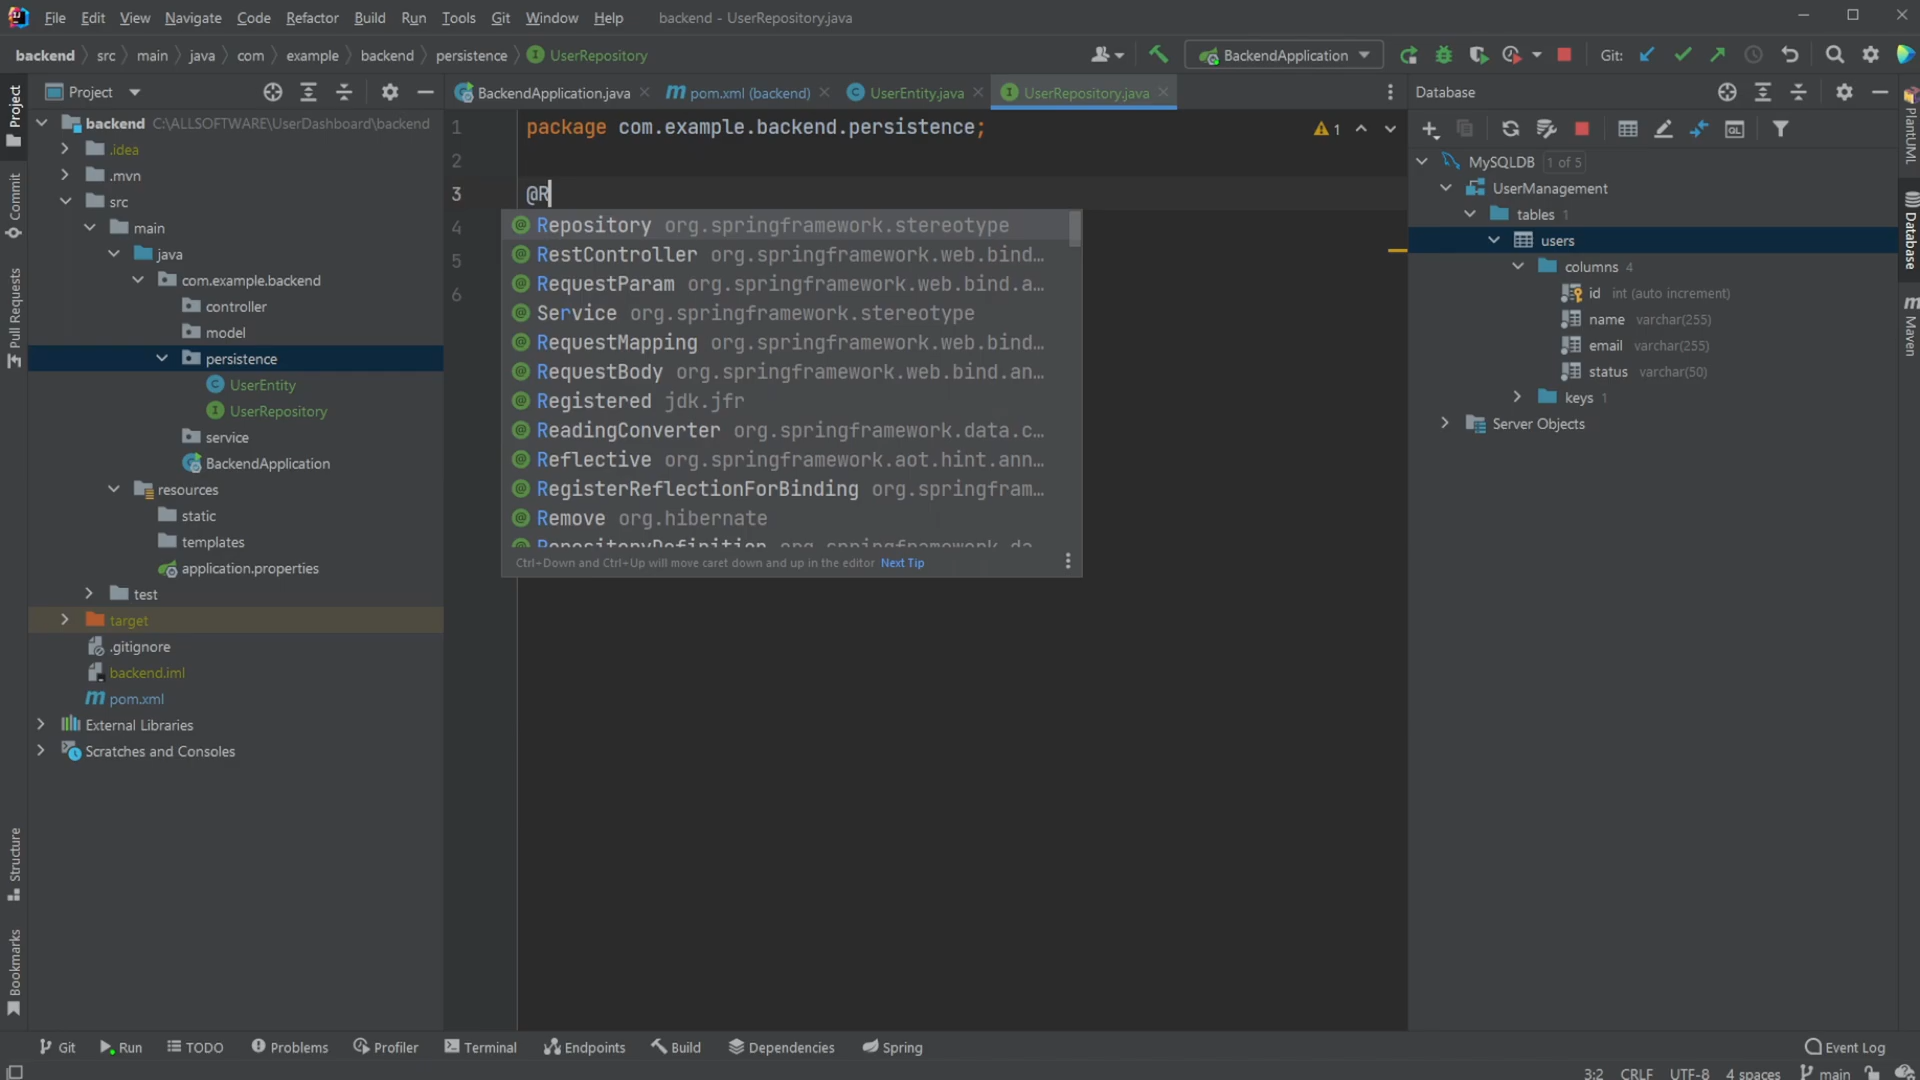 File Edit View Navigate Code Refactor Build Run Tools Git Window Help backend - UserRepository.java
backend src main java com example backend persistence UserRepository BackendApplication Git:
Project
BackendApplication.java pom.xml (backend) UserEntity.java UserRepository.java
Database
Project
Commit
Pull Requests
Structure
Bookmarks
backend C:\ALLSOFTWARE\UserDashboard\backend
.idea
.mvn
src
main
java
com.example.backend
controller
model
persistence
UserEntity
UserRepository
service
BackendApplication
resources
static
templates
application.properties
test
target
.gitignore
backend.iml
pom.xml
External Libraries
Scratches and Consoles
1 package com.example.backend.persistence;
1
2
3 @R
4
5
6
Repository org.springframework.stereotype
RestController org.springframework.web.bind…
RequestParam org.springframework.web.bind.a…
Service org.springframework.stereotype
RequestMapping org.springframework.web.bind…
RequestBody org.springframework.web.bind.an…
Registered jdk.jfr
ReadingConverter org.springframework.data.c…
Reflective org.springframework.aot.hint.ann…
RegisterReflectionForBinding org.springfram…
Remove org.hibernate
RepositoryDefinition org.springframework.da…
Ctrl+Down and Ctrl+Up will move caret down and up in the editor Next Tip
MySQLDB 1 of 5
UserManagement
tables 1
users
columns 4
id int (auto increment)
name varchar(255)
email varchar(255)
status varchar(50)
keys 1
Server Objects
PlantUML
Database
Maven
Git Run TODO Problems Profiler Terminal Endpoints Build Dependencies Spring Event Log
3:2 CRLF UTF-8 4 spaces main